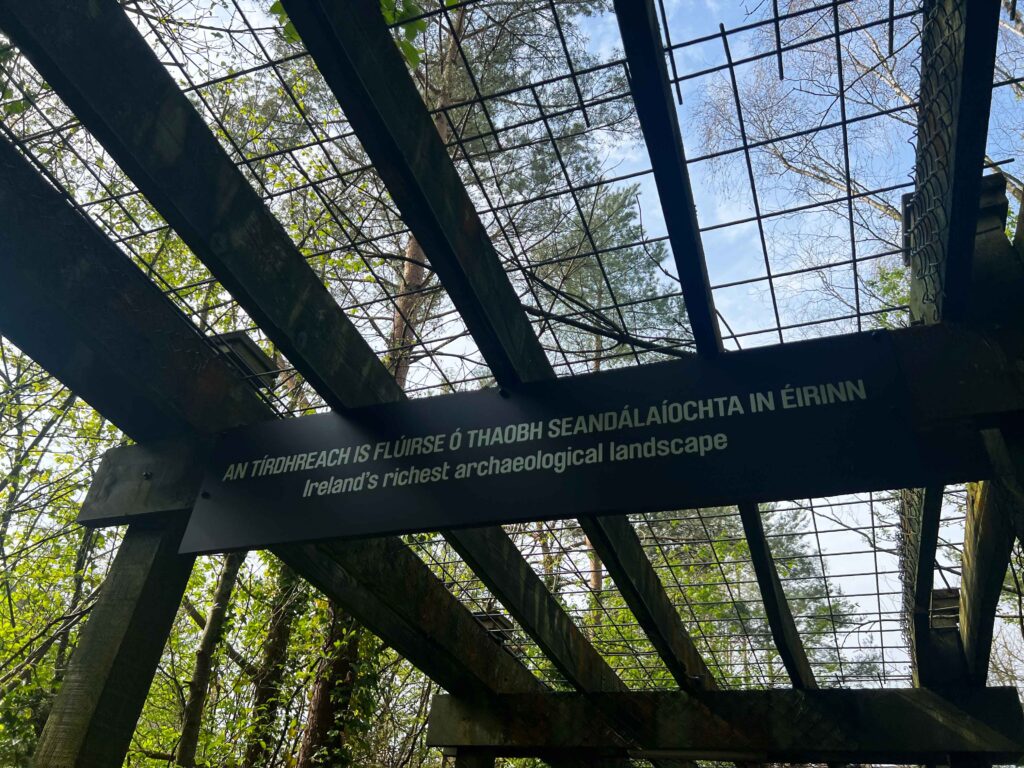 AN TÍRDHREACH IS FLÚIRSE Ó THAOBH SEANDÁLAÍOCHTA IN ÉIRINN
Ireland's richest archaeological landscape